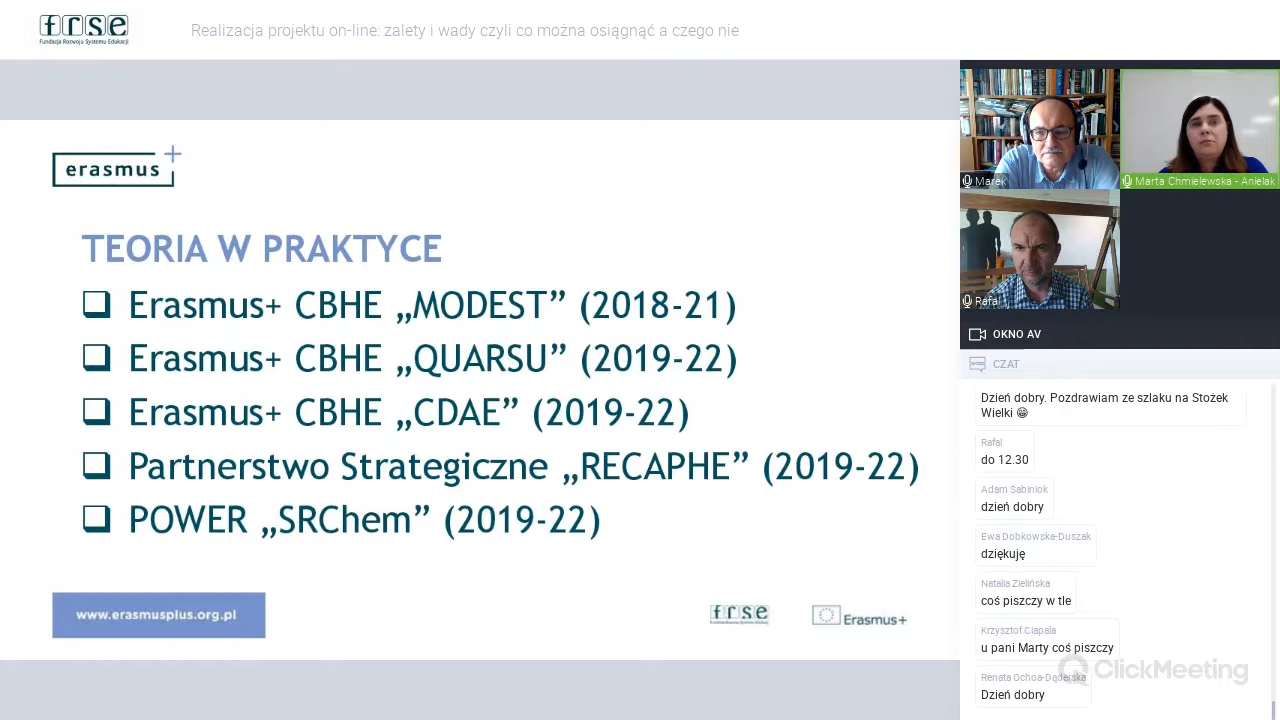 frse
Fundacja Rozwoju Systemu Edukacji
Realizacja projektu on-line: zalety i wady czyli co można osiągnąć a czego nie
erasmus+
TEORIA W PRAKTYCE
❑ Erasmus+ CBHE „MODEST” (2018-21)
❑ Erasmus+ CBHE „QUARSU” (2019-22)
❑ Erasmus+ CBHE „CDAE” (2019-22)
❑ Partnerstwo Strategiczne „RECAPHE” (2019-22)
❑ POWER „SRChem” (2019-22)
www.erasmusplus.org.pl
frse
Erasmus+
Marek
Marta Chmielewska - Anielak
Rafal
OKNO AV
CZAT
Dzień dobry. Pozdrawiam ze szlaku na Stożek
Wielki 😁
Rafal
do 12.30
Adam Sabiniok
dzień dobry
Ewa Dobkowska-Duszak
dziękuję
Natalia Zielińska
coś piszczy w tle
Krzysztof Ciapala
u pani Marty coś piszczy
ClickMeeting
Renata Ochoa-Dąderska
Dzień dobry